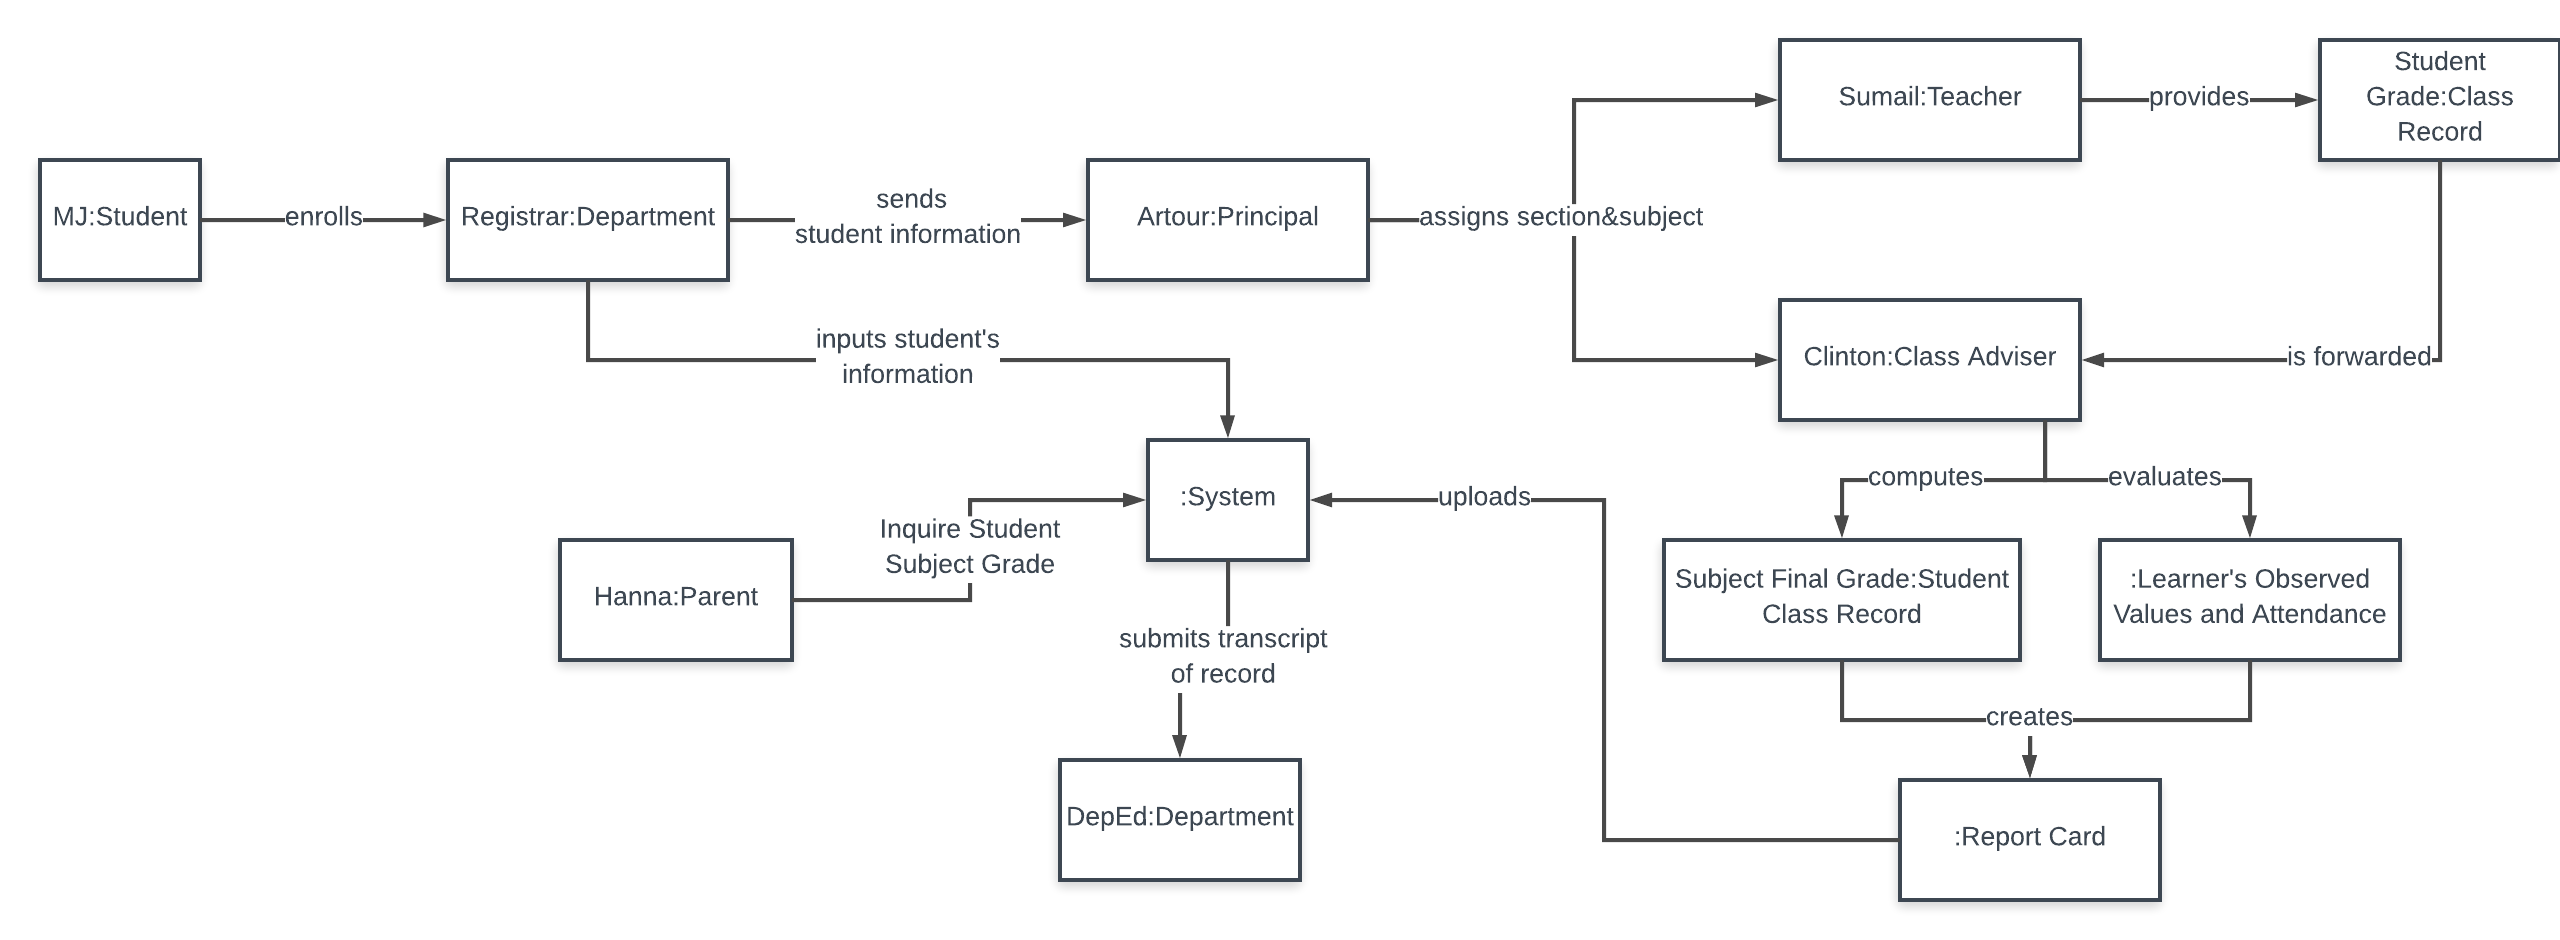 Student
Grade:Class
Record
Sumail:Teacher
provides
MJ:Student
enrolls
Registrar:Department
sends
student information
Artour:Principal
assigns section&subject
inputs student's
information
Clinton:Class Adviser
is forwarded
:System
uploads
computes
evaluates
Inquire Student
Subject Grade
Hanna:Parent
Subject Final Grade:Student
Class Record
:Learner's Observed
Values and Attendance
submits transcript
of record
creates
DepEd:Department
:Report Card